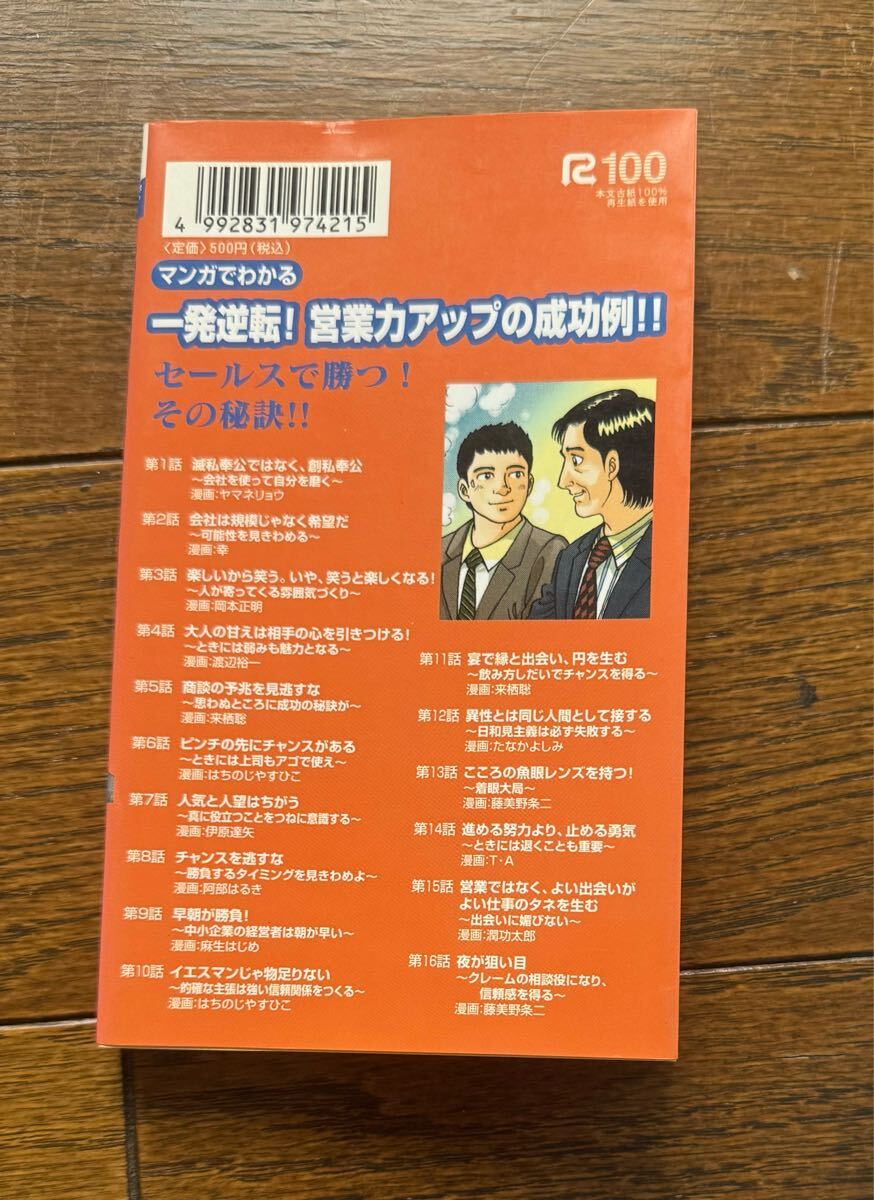 4 992831 974215
〈定価〉500円(税込)
R100
本文古紙100%
再生紙を使用
マンガでわかる
一発逆転!営業力アップの成功例!!
セールスで勝つ!
その秘訣!!
第1話 滅私奉公ではなく、創私奉公
〜会社を使って自分を磨く〜
漫画:ヤマネリョウ
第2話 会社は規模じゃなく希望だ
〜可能性を見きわめる〜
漫画:幸
第3話 楽しいから笑う。いや、笑うと楽しくなる!
〜人が寄ってくる雰囲気づくり〜
漫画:岡本正明
第4話 大人の甘えは相手の心を引きつける!
〜ときには弱みも魅力となる〜
漫画:渡辺裕一
第5話 商談の予兆を見逃すな
〜思わぬところに成功の秘訣が〜
漫画:来栖聡
第6話 ピンチの先にチャンスがある
〜ときには上司もアゴで使え〜
漫画:はちのじやすひこ
第7話 人気と人望はちがう
〜真に役立つことをつねに意識する〜
漫画:伊原達矢
第8話 チャンスを逃すな
〜勝負するタイミングを見きわめよ〜
漫画:阿部はるき
第9話 早朝が勝負!
〜中小企業の経営者は朝が早い〜
漫画:麻生はじめ
第10話 イエスマンじゃ物足りない
〜的確な主張は強い信頼関係をつくる〜
漫画:はちのじやすひこ
第11話 宴で縁と出会い、円を生む
〜飲み方しだいでチャンスを得る〜
漫画:来栖聡
第12話 異性とは同じ人間として接する
〜日和見主義は必ず失敗する〜
漫画:たなかよしみ
第13話 こころの魚眼レンズを持つ!
〜着眼大局〜
漫画:藤美野条二
第14話 進める努力より、止める勇気
〜ときには退くことも重要〜
漫画:T・A
第15話 営業ではなく、よい出会いが
よい仕事のタネを生む
〜出会いに媚びない〜
漫画:潤功太郎
第16話 夜が狙い目
〜クレームの相談役になり、
信頼感を得る〜
漫画:藤美野条二